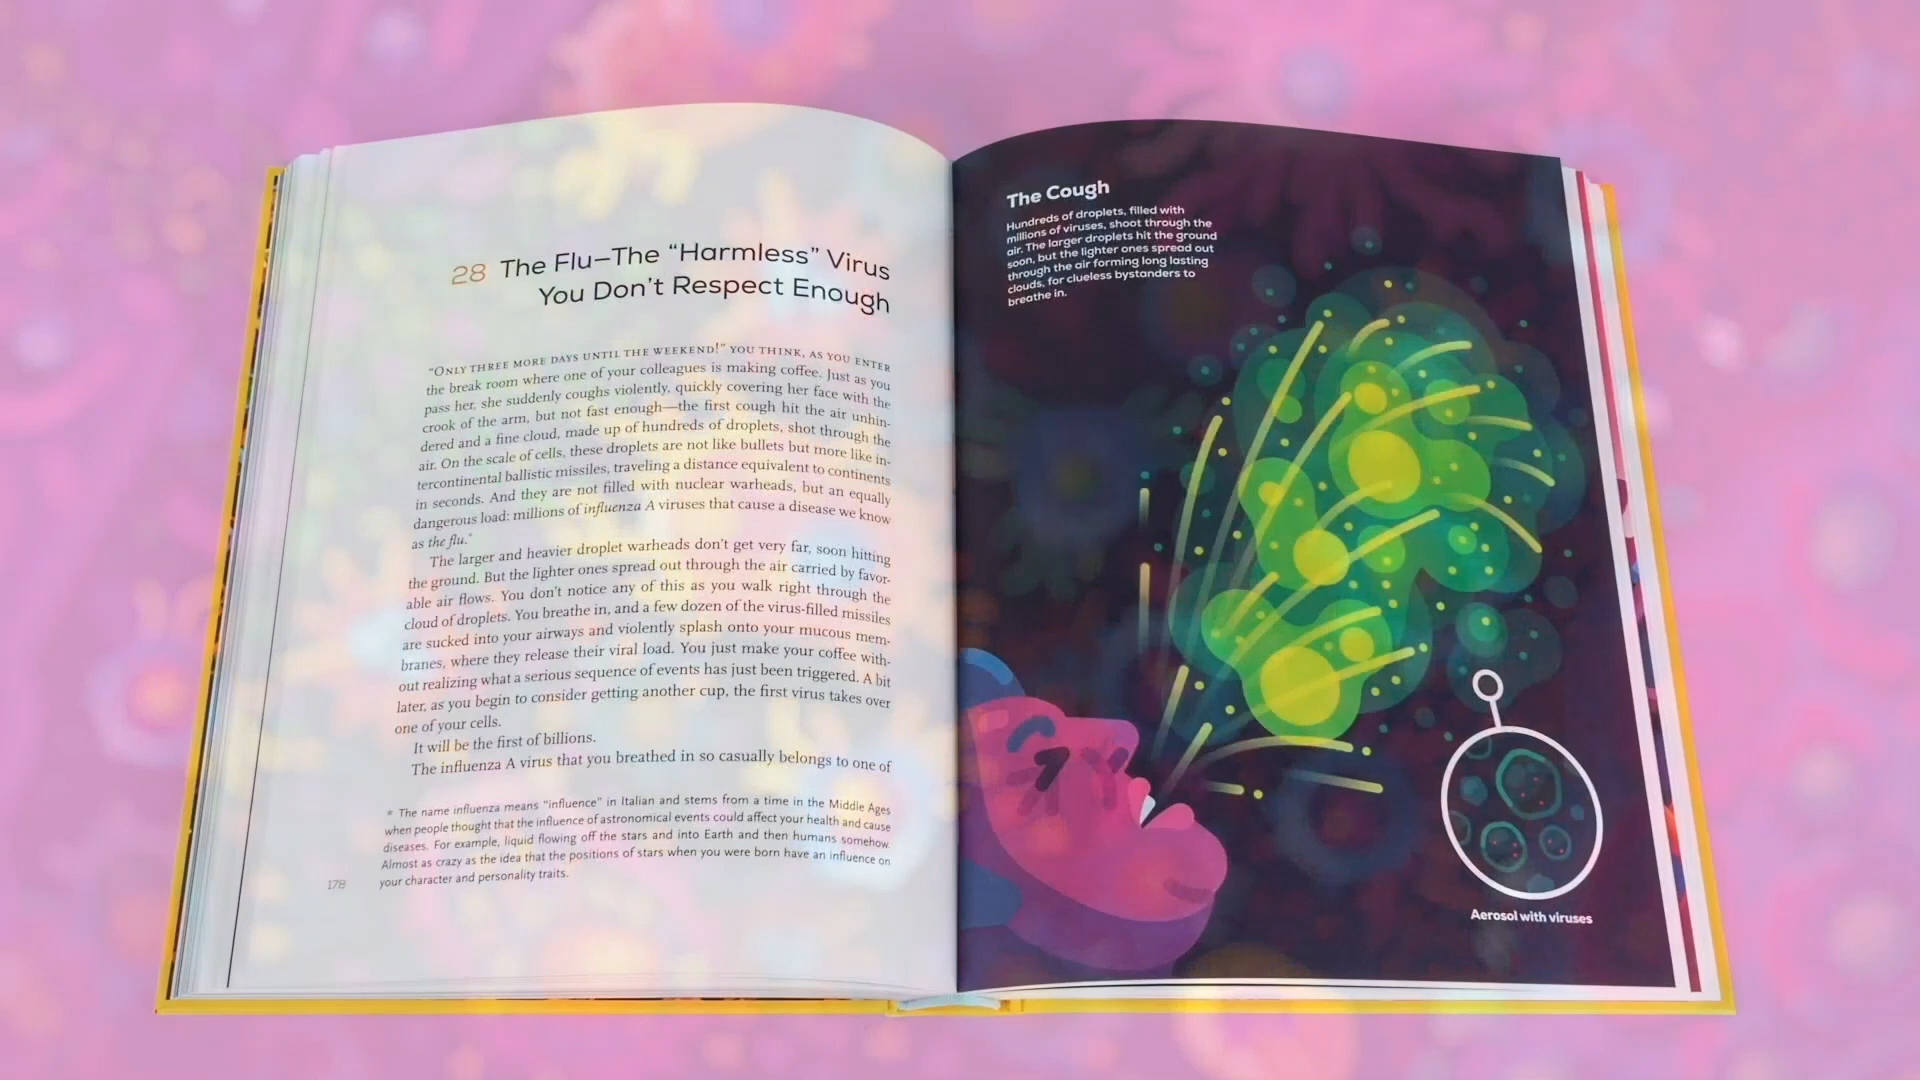 28 The Flu—The “Harmless” Virus
You Don’t Respect Enough
“Only three more days until the weekend!” you think, as you enter
the break room where one of your colleagues is making coffee. Just as you
pass her, she suddenly coughs violently, quickly covering her face with the
crook of the arm, but not fast enough—the first cough hit the air unhin-
dered and a fine cloud, made up of hundreds of droplets, shot through the
air. On the scale of cells, these droplets are not like bullets but more like in-
tercontinental ballistic missiles, traveling a distance equivalent to continents
in seconds. And they are not filled with nuclear warheads, but an equally
dangerous load: millions of influenza A viruses that cause a disease we know
as the flu.*
The larger and heavier droplet warheads don’t get very far, soon hitting
the ground. But the lighter ones spread out through the air carried by favor-
able air flows. You don’t notice any of this as you walk right through the
cloud of droplets. You breathe in, and a few dozen of the virus-filled missiles
are sucked into your airways and violently splash onto your mucous mem-
branes, where they release their viral load. You just make your coffee with-
out realizing what a serious sequence of events has just been triggered. A bit
later, as you begin to consider getting another cup, the first virus takes over
one of your cells.
It will be the first of billions.
The influenza A virus that you breathed in so casually belongs to one of
* The name influenza means “influence” in Italian and stems from a time in the Middle Ages
when people thought that the influence of astronomical events could affect your health and cause
diseases. For example, liquid flowing off the stars and into Earth and then humans somehow.
Almost as crazy as the idea that the positions of stars when you were born have an influence on
your character and personality traits.
178
The Cough
Hundreds of droplets, filled with
millions of viruses, shoot through the
air. The larger droplets hit the ground
soon, but the lighter ones spread out
through the air forming long lasting
clouds, for clueless bystanders to
breathe in.
Aerosol with viruses